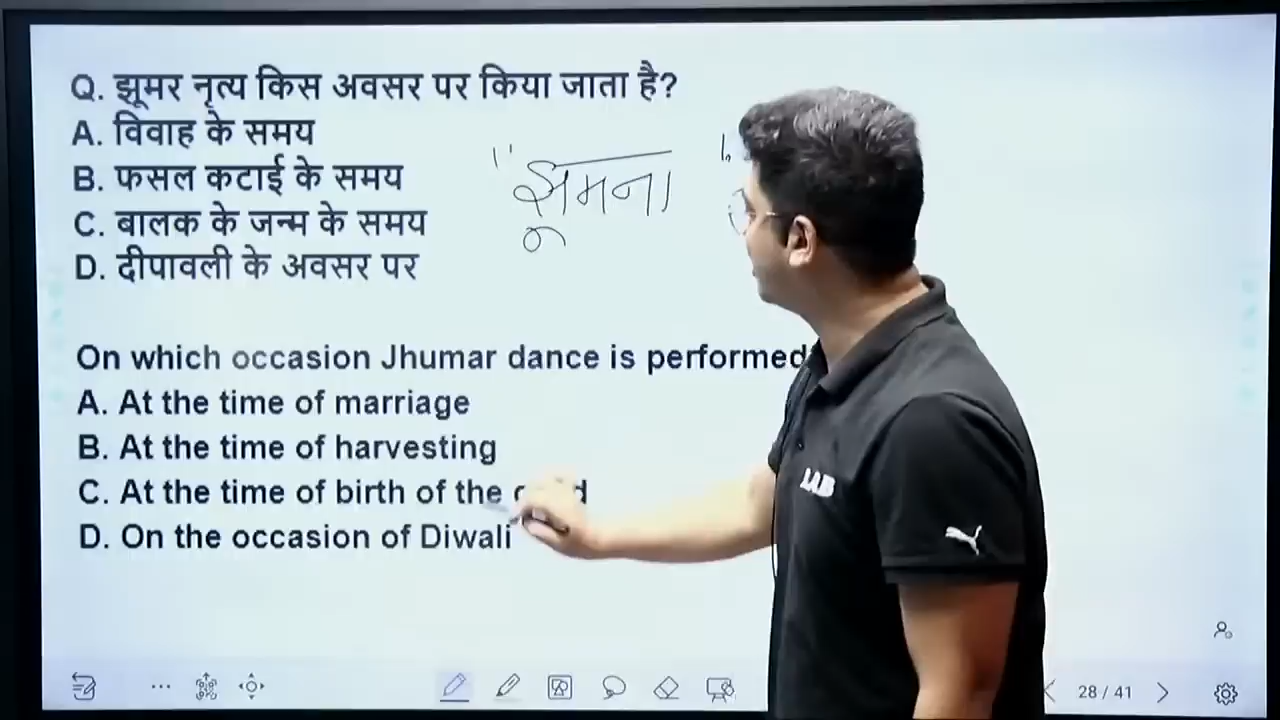 Q. झूमर नृत्य किस अवसर पर किया जाता है?
A. विवाह के समय
B. फसल कटाई के समय
C. बालक के जन्म के समय
D. दीपावली के अवसर पर
झूमना
On which occasion Jhumar dance is performed
A. At the time of marriage
B. At the time of harvesting
C. At the time of birth of the
D. On the occasion of Diwali
LAB
28 / 41